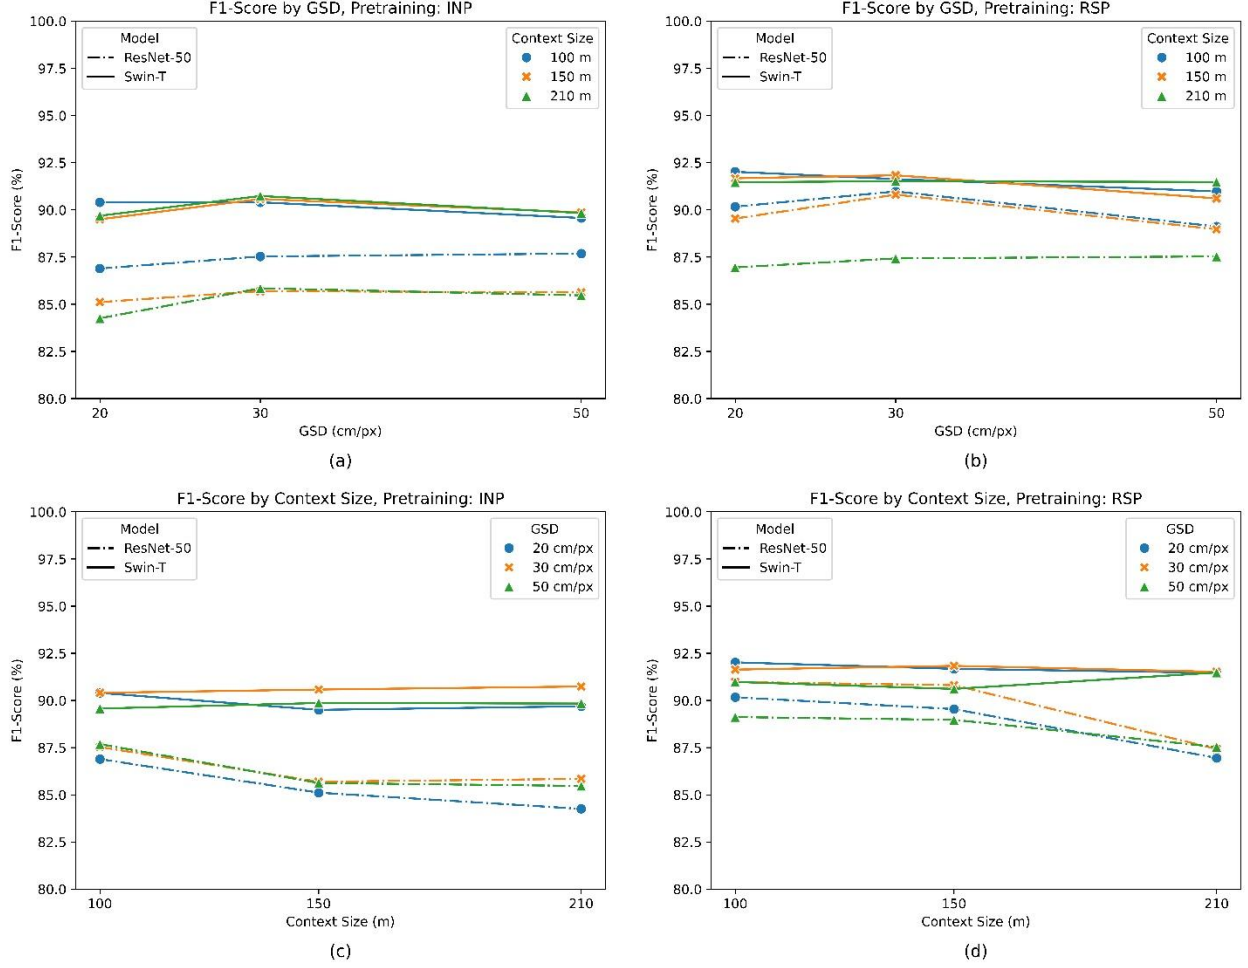 F1-Score by GSD, Pretraining: INP
Model
ResNet-50
Swin-T
Context Size
100 m
150 m
210 m
100.0
97.5
95.0
92.5
90.0
87.5
85.0
82.5
80.0
F1-Score (%)
20
30
50
GSD (cm/px)
(a)
F1-Score by GSD, Pretraining: RSP
Model
ResNet-50
Swin-T
Context Size
100 m
150 m
210 m
100.0
97.5
95.0
92.5
90.0
87.5
85.0
82.5
80.0
F1-Score (%)
20
30
50
GSD (cm/px)
(b)
F1-Score by Context Size, Pretraining: INP
Model
ResNet-50
Swin-T
GSD
20 cm/px
30 cm/px
50 cm/px
100.0
97.5
95.0
92.5
90.0
87.5
85.0
82.5
80.0
F1-Score (%)
100
150
210
Context Size (m)
(c)
F1-Score by Context Size, Pretraining: RSP
Model
ResNet-50
Swin-T
GSD
20 cm/px
30 cm/px
50 cm/px
100.0
97.5
95.0
92.5
90.0
87.5
85.0
82.5
80.0
F1-Score (%)
100
150
210
Context Size (m)
(d)